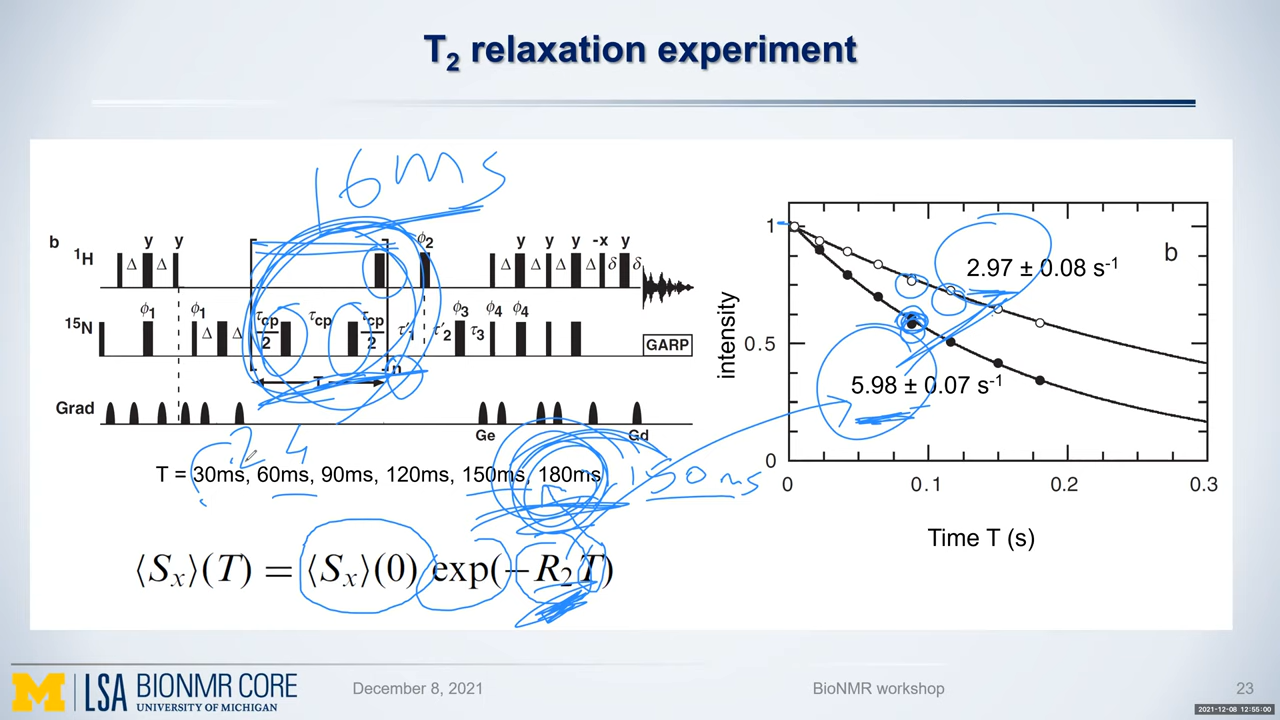 T₂ relaxation experiment
16ms
b
¹H
y y ϕ₂ y y y -x y
Δ Δ Δ Δ Δ Δ δ δ
¹⁵N
ϕ₁ ϕ₁ ϕ₃ ϕ₄ ϕ₄
Δ Δ τcp/2 τcp τcp/2 τ'₁ τ'₂ τ₃
GARP
T n
Grad
Ge Gd
24
T = 30ms, 60ms, 90ms, 120ms, 150ms, 180ms
150 ms
⟨Sₓ⟩(T) = ⟨Sₓ⟩(0) exp(−R₂T)
b
1
0.5
0
intensity
2.97 ± 0.08 s⁻¹
5.98 ± 0.07 s⁻¹
0 0.1 0.2 0.3
Time T (s)
M LSA BIONMR CORE
UNIVERSITY OF MICHIGAN
December 8, 2021
BioNMR workshop
23
2021-12-08 12:55:00